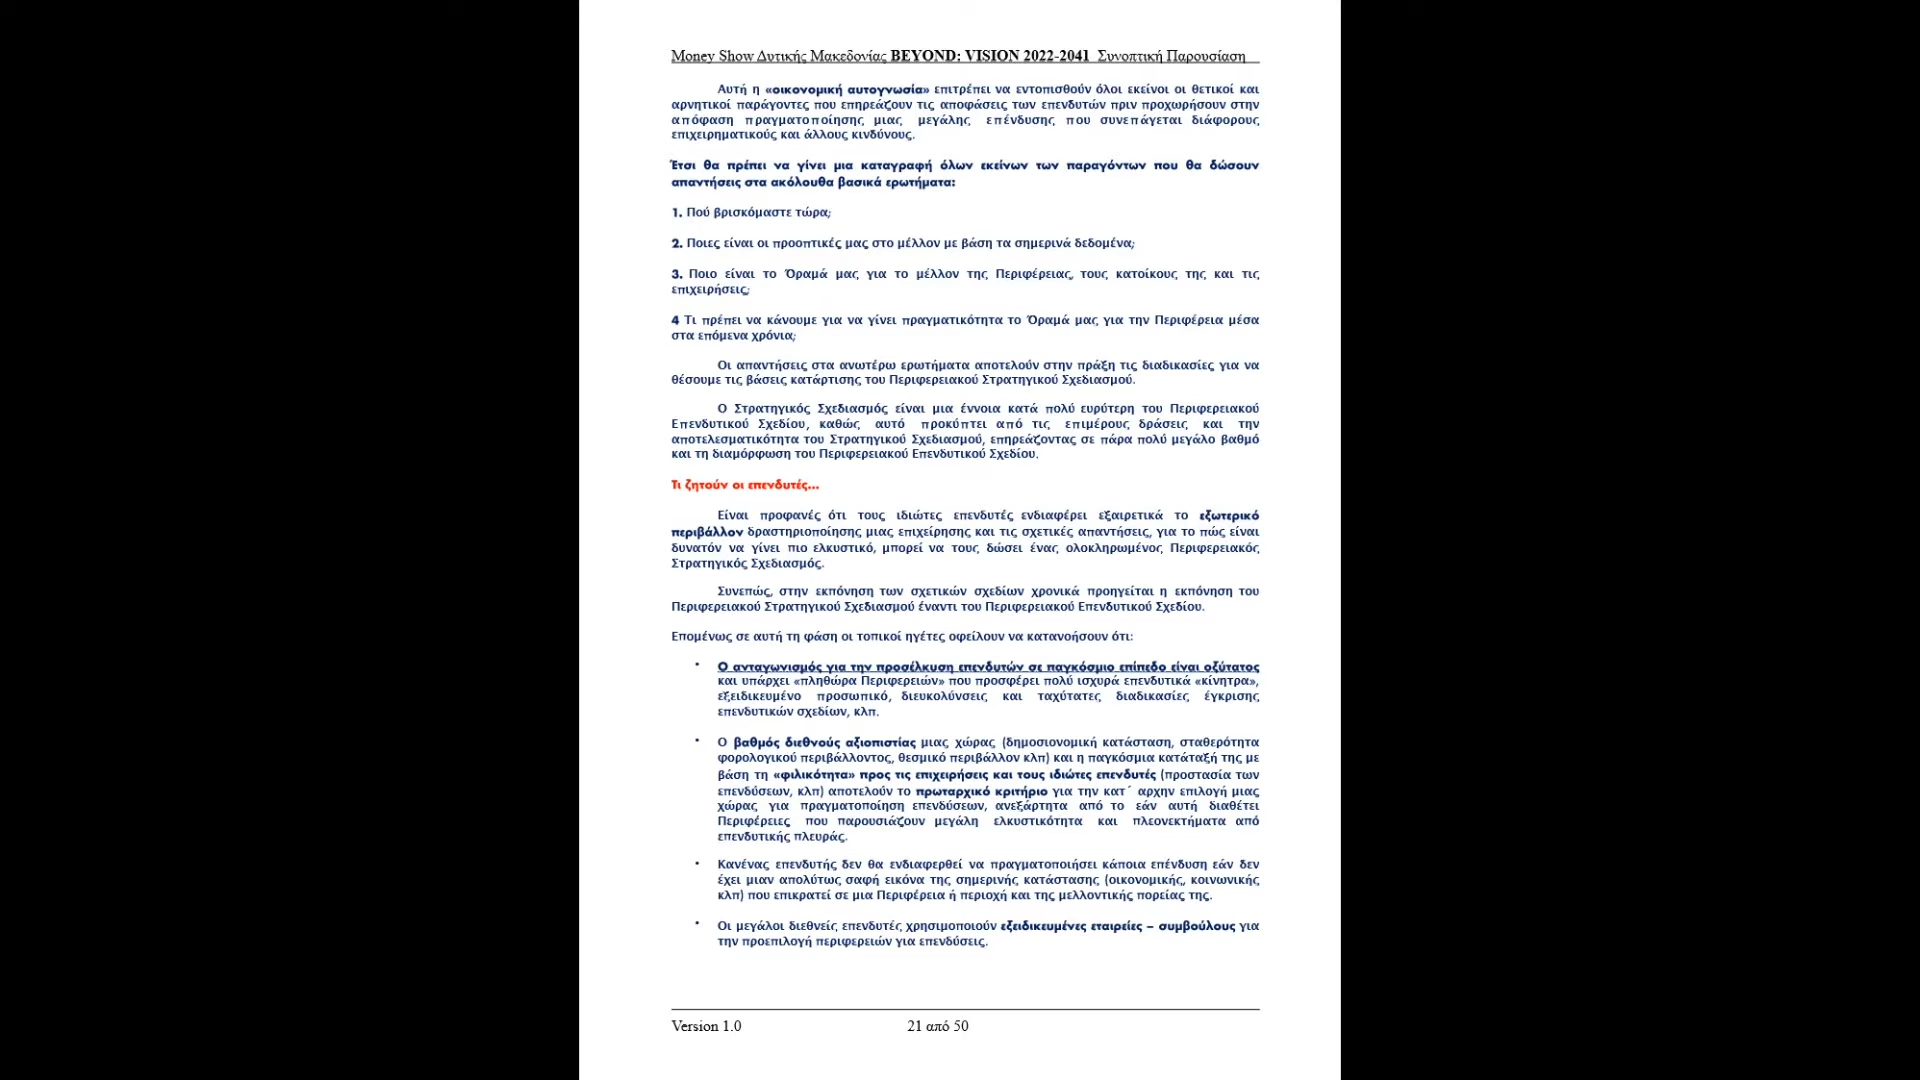 Money Show Δυτικής Μακεδονίας BEYOND: VISION 2022-2041 Συνοπτική Παρουσίαση
Αυτή η «οικονομική αυτογνωσία» επιτρέπει να εντοπισθούν όλοι εκείνοι οι θετικοί και
αρνητικοί παράγοντες που επηρεάζουν τις αποφάσεις των επενδυτών πριν προχωρήσουν στην
απόφαση πραγματοποίησης μιας μεγάλης επένδυσης που συνεπάγεται διάφορους
επιχειρηματικούς και άλλους κινδύνους.
Έτσι θα πρέπει να γίνει μια καταγραφή όλων εκείνων των παραγόντων που θα δώσουν
απαντήσεις στα ακόλουθα βασικά ερωτήματα:
1. Πού βρισκόμαστε τώρα;
2. Ποιες είναι οι προοπτικές μας στο μέλλον με βάση τα σημερινά δεδομένα;
3. Ποιο είναι το Όραμά μας για το μέλλον της Περιφέρειας, τους κατοίκους της και τις
επιχειρήσεις;
4 Τι πρέπει να κάνουμε για να γίνει πραγματικότητα το Όραμά μας για την Περιφέρεια μέσα
στα επόμενα χρόνια;
Οι απαντήσεις στα ανωτέρω ερωτήματα αποτελούν στην πράξη τις διαδικασίες για να
θέσουμε τις βάσεις κατάρτισης του Περιφερειακού Στρατηγικού Σχεδιασμού.
Ο Στρατηγικός Σχεδιασμός είναι μια έννοια κατά πολύ ευρύτερη του Περιφερειακού
Επενδυτικού Σχεδίου, καθώς αυτό προκύπτει από τις επιμέρους δράσεις και την
αποτελεσματικότητα του Στρατηγικού Σχεδιασμού, επηρεάζοντας σε πάρα πολύ μεγάλο βαθμό
και τη διαμόρφωση του Περιφερειακού Επενδυτικού Σχεδίου.
Τι ζητούν οι επενδυτές...
Είναι προφανές ότι τους ιδιώτες επενδυτές ενδιαφέρει εξαιρετικά το εξωτερικό
περιβάλλον δραστηριοποίησης μιας επιχείρησης και τις σχετικές απαντήσεις, για το πώς είναι
δυνατόν να γίνει πιο ελκυστικό, μπορεί να τους δώσει ένας ολοκληρωμένος Περιφερειακός
Στρατηγικός Σχεδιασμός.
Συνεπώς, στην εκπόνηση των σχετικών σχεδίων χρονικά προηγείται η εκπόνηση του
Περιφερειακού Στρατηγικού Σχεδιασμού έναντι του Περιφερειακού Επενδυτικού Σχεδίου.
Επομένως σε αυτή τη φάση οι τοπικοί ηγέτες οφείλουν να κατανοήσουν ότι:
• Ο ανταγωνισμός για την προσέλκυση επενδυτών σε παγκόσμιο επίπεδο είναι οξύτατος
και υπάρχει «πληθώρα Περιφερειών» που προσφέρει πολύ ισχυρά επενδυτικά «κίνητρα»,
εξειδικευμένο προσωπικό, διευκολύνσεις και ταχύτατες διαδικασίες έγκρισης
επενδυτικών σχεδίων, κλπ.
• Ο βαθμός διεθνούς αξιοπιστίας μιας χώρας (δημοσιονομική κατάσταση, σταθερότητα
φορολογικού περιβάλλοντος, θεσμικό περιβάλλον κλπ) και η παγκόσμια κατάταξή της με
βάση τη «φιλικότητα» προς τις επιχειρήσεις και τους ιδιώτες επενδυτές (προστασία των
επενδύσεων, κλπ) αποτελούν το πρωταρχικό κριτήριο για την κατ΄ αρχην επιλογή μιας
χώρας για πραγματοποίηση επενδύσεων, ανεξάρτητα από το εάν αυτή διαθέτει
Περιφέρειες που παρουσιάζουν μεγάλη ελκυστικότητα και πλεονεκτήματα από
επενδυτικής πλευράς.
• Κανένας επενδυτής δεν θα ενδιαφερθεί να πραγματοποιήσει κάποια επένδυση εάν δεν
έχει μιαν απολύτως σαφή εικόνα της σημερινής κατάστασης (οικονομικής, κοινωνικής
κλπ) που επικρατεί σε μια Περιφέρεια ή περιοχή και της μελλοντικής πορείας της.
• Οι μεγάλοι διεθνείς επενδυτές χρησιμοποιούν εξειδικευμένες εταιρείες – συμβούλους για
την προεπιλογή περιφερειών για επενδύσεις.
Version 1.0 21 από 50